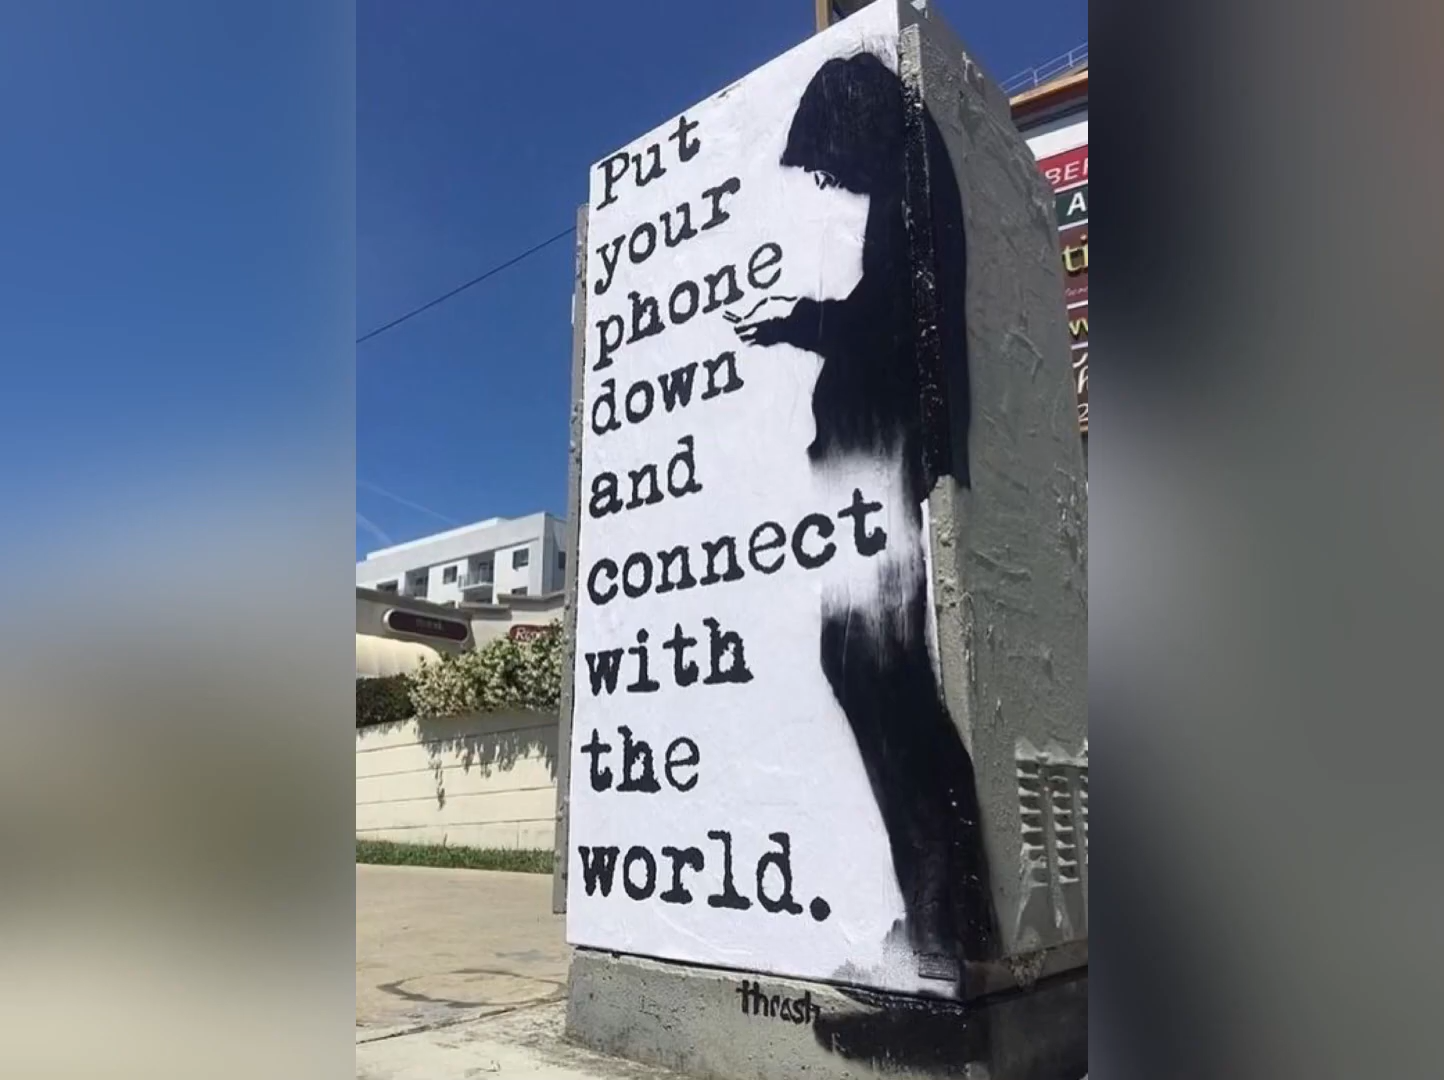 Put
your
phone
down
and
connect
with
the
world.
thrash